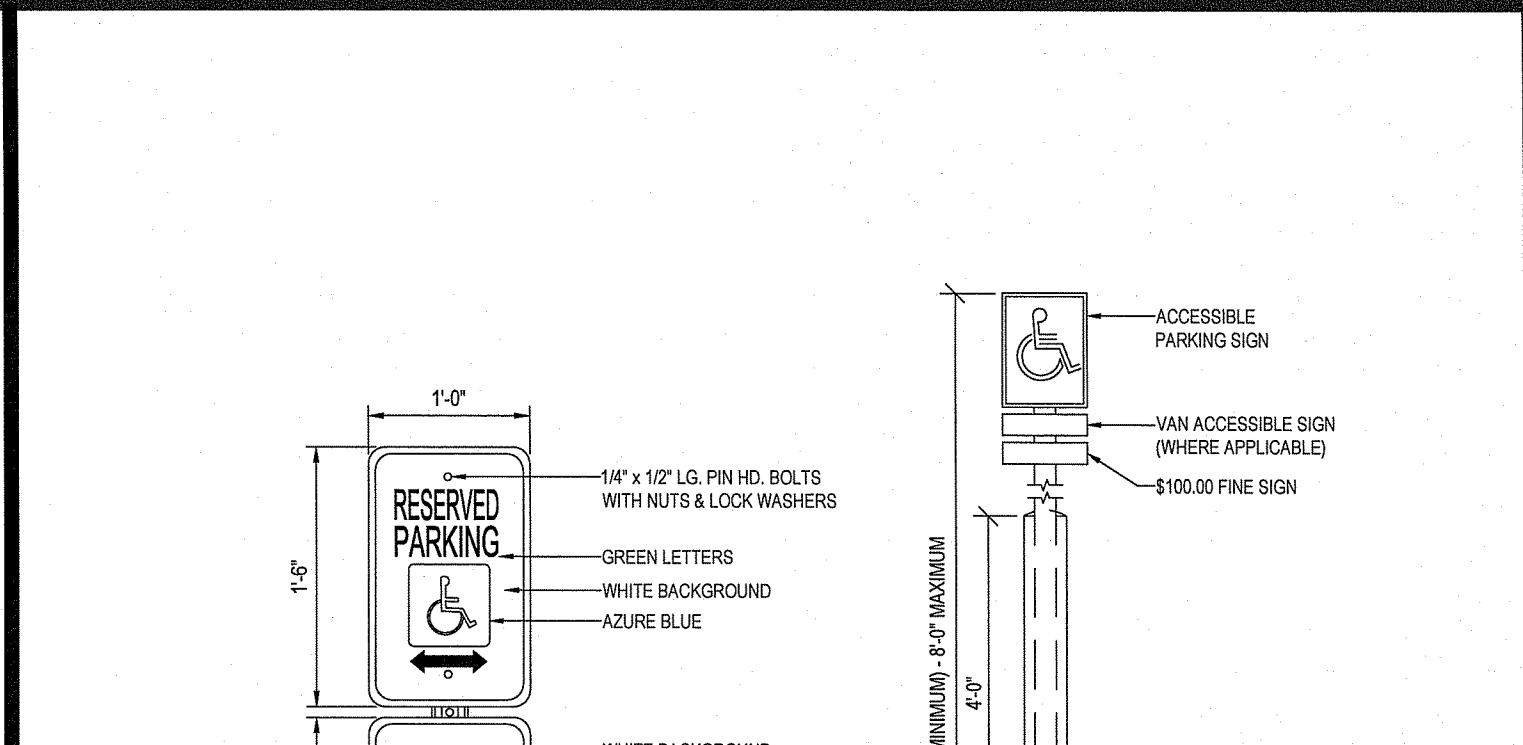 1'-0"
1'-6"
RESERVED
PARKING
1/4" x 1/2" LG. PIN HD. BOLTS
WITH NUTS & LOCK WASHERS
GREEN LETTERS
WHITE BACKGROUND
AZURE BLUE
WHITE BACKGROUND
ACCESSIBLE
PARKING SIGN
VAN ACCESSIBLE SIGN
(WHERE APPLICABLE)
$100.00 FINE SIGN
MINIMUM) - 8'-0" MAXIMUM
4'-0"